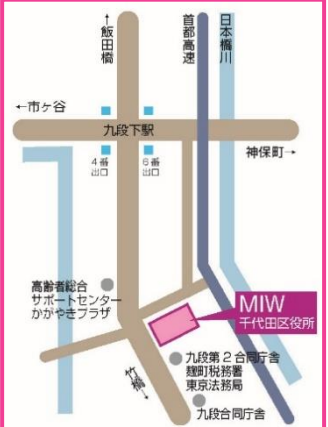 ↑飯田橋
首都高速
日本橋川
←市ケ谷
九段下駅
神保町→
4番
出口
6番
出口
高齢者総合
サポートセンター
かがやきプラザ
MIW
千代田区役所
竹橋↓
九段第2合同庁舎
麹町税務署
東京法務局
九段合同庁舎